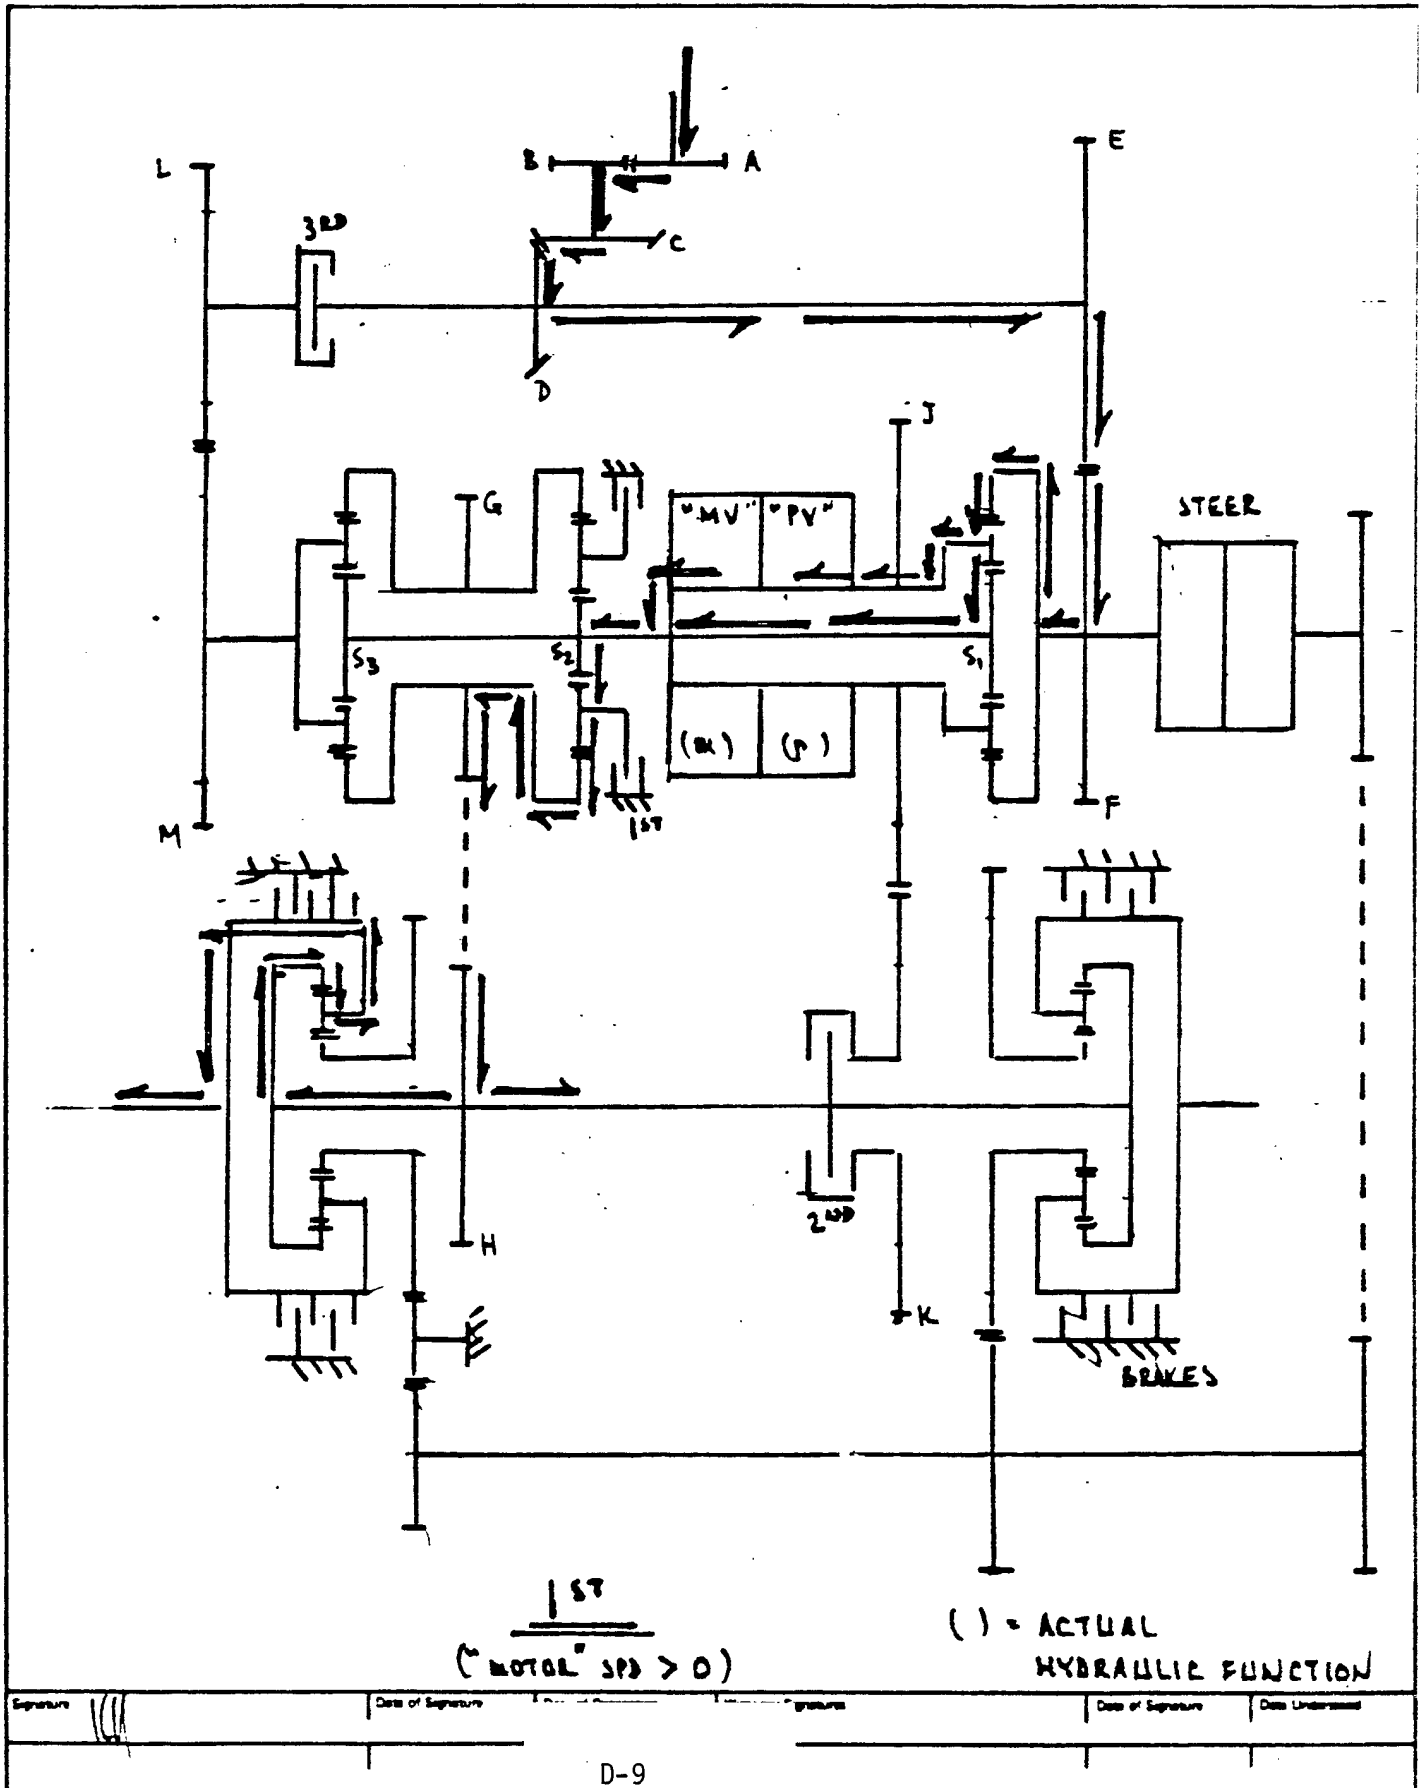 B A
E
L
C
3RD
D
J
G
"MV" "PV"
STEER
S3 S2 S1
(m) (p)
1ST
F
M
H
2ND
K
BRAKES
1ST
("MOTOR" SPD > 0)
( ) = ACTUAL
HYDRAULIC FUNCTION
Signature Date of Signature Date of Signature Date Understood
D-9